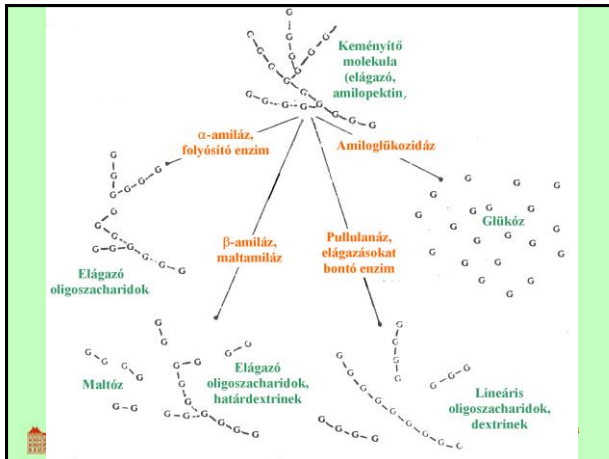 Keményítő
molekula
(elágazó,
amilopektin,
α-amiláz,
folyósító enzim
Amiloglükozidáz
Glükóz
β-amiláz,
maltamiláz
Pullulanáz,
elágazásokat
bontó enzim
Elágazó
oligoszacharidok
Maltóz
Elágazó
oligoszacharidok,
határdextrinek
Lineáris
oligoszacharidok,
dextrinek